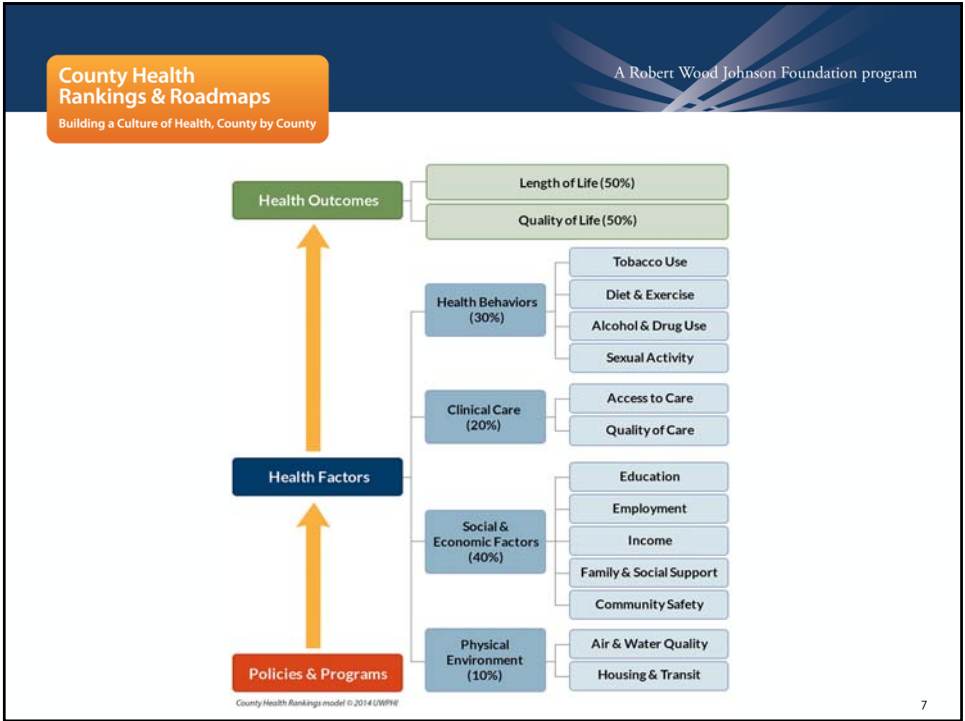 County Health
Rankings & Roadmaps
Building a Culture of Health, County by County
A Robert Wood Johnson Foundation program
Health Outcomes
Length of Life (50%)
Quality of Life (50%)
Health Behaviors
(30%)
Tobacco Use
Diet & Exercise
Alcohol & Drug Use
Sexual Activity
Clinical Care
(20%)
Access to Care
Quality of Care
Health Factors
Social &
Economic Factors
(40%)
Education
Employment
Income
Family & Social Support
Community Safety
Physical
Environment
(10%)
Air & Water Quality
Housing & Transit
Policies & Programs
County Health Rankings model © 2014 UWPHI
7